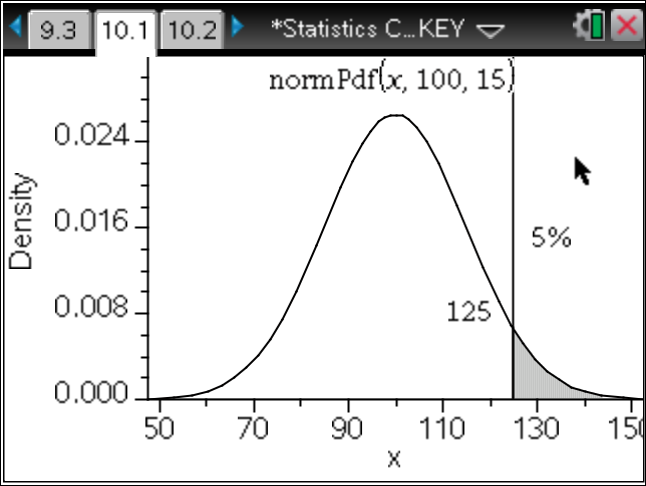 9.3 10.1 10.2 *Statistics C...KEY
normPdf(x, 100, 15)
0.024
0.016
0.008
0.000
Density
5%
125
50 70 90 110 130 150
x